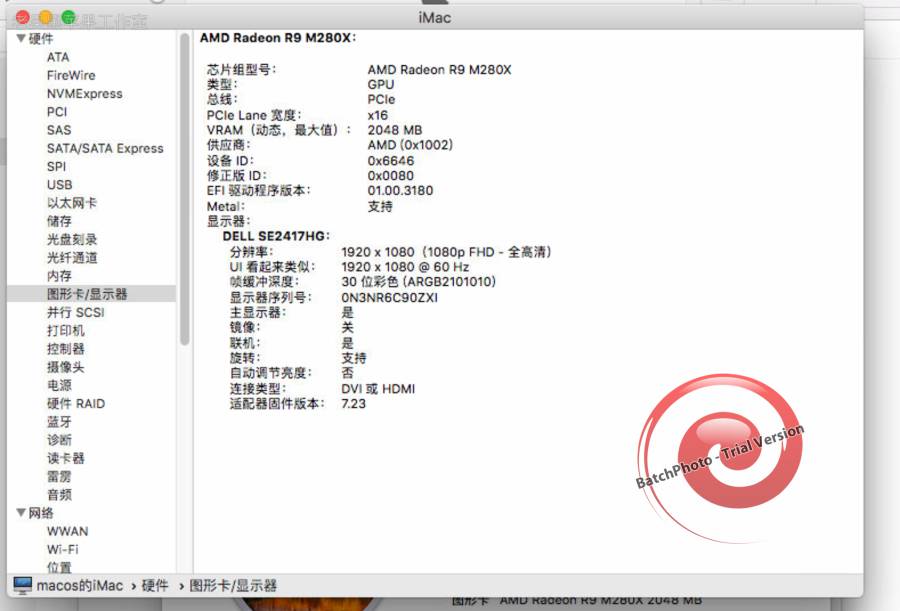 iMac
硬件
ATA
FireWire
NVMExpress
PCI
SAS
SATA/SATA Express
SPI
USB
以太网卡
储存
光盘刻录
光纤通道
内存
图形卡/显示器
并行 SCSI
打印机
控制器
摄像头
电源
硬件 RAID
蓝牙
诊断
读卡器
雷雳
音频
网络
WWAN
Wi-Fi
位置
AMD Radeon R9 M280X:
芯片组型号: AMD Radeon R9 M280X
类型: GPU
总线: PCIe
PCIe Lane 宽度: x16
VRAM（动态，最大值）: 2048 MB
供应商: AMD (0x1002)
设备 ID: 0x6646
修正版 ID: 0x0080
EFI 驱动程序版本: 01.00.3180
Metal: 支持
显示器:
DELL SE2417HG:
分辨率: 1920 x 1080（1080p FHD - 全高清）
UI 看起来类似: 1920 x 1080 @ 60 Hz
帧缓冲深度: 30 位彩色 (ARGB2101010)
显示器序列号: 0N3NR6C90ZXI
主显示器: 是
镜像: 关
联机: 是
旋转: 支持
自动调节亮度: 否
连接类型: DVI 或 HDMI
适配器固件版本: 7.23
BatchPhoto - Trial Version
macos的iMac › 硬件 › 图形卡/显示器
图形卡 AMD Radeon R9 M280X 2048 MB